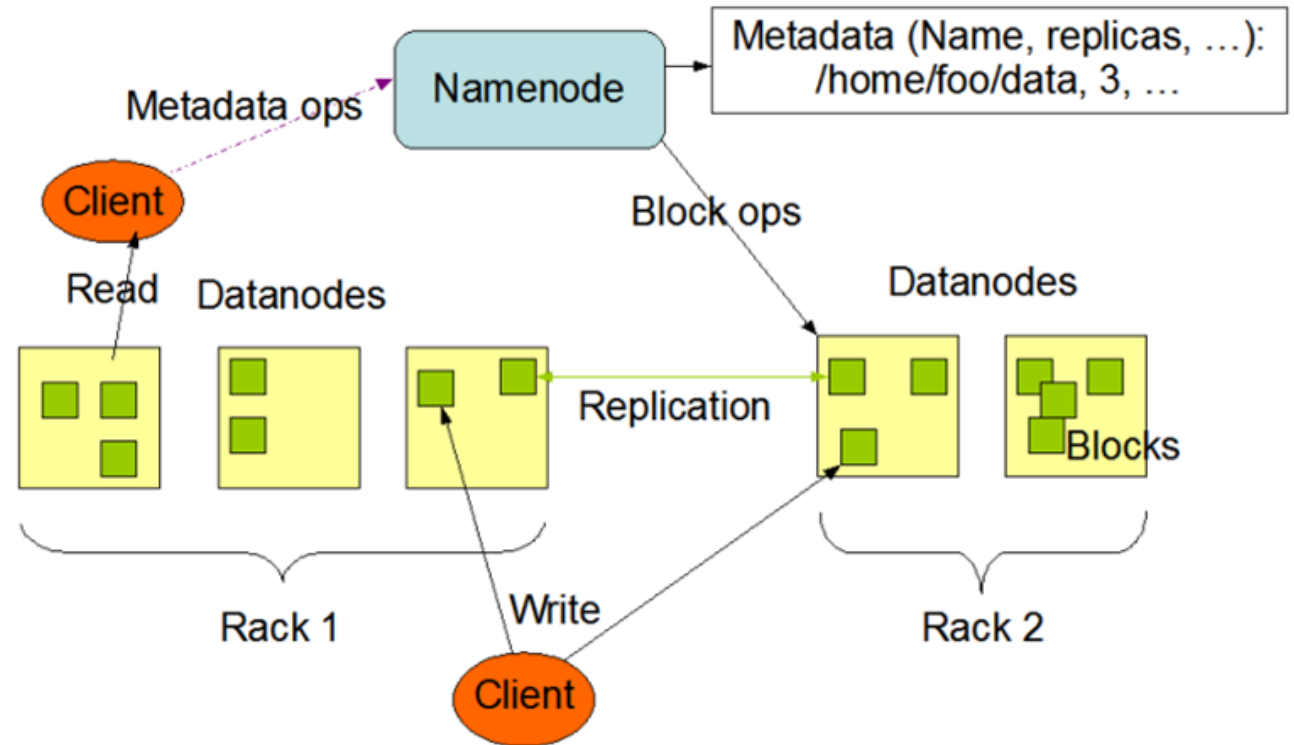 Metadata (Name, replicas, …):
/home/foo/data, 3, …
Namenode
Metadata ops
Client
Block ops
Read
Datanodes
Datanodes
Replication
Blocks
Rack 1
Write
Rack 2
Client